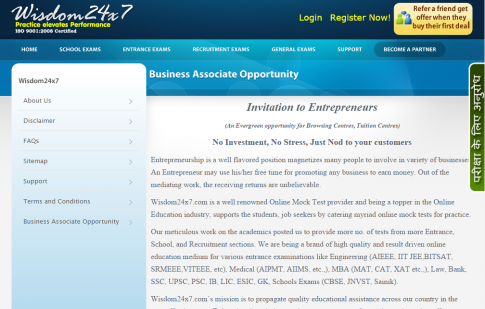 Wisdom24x7
Practice elevates Performance
ISO 9001:2008 Certified
Login Register Now!
Refer a friend get
offer when they
buy their first deal
HOME SCHOOL EXAMS ENTRANCE EXAMS RECRUITMENT EXAMS GENERAL EXAMS SUPPORT BECOME A PARTNER
Wisdom24x7
About Us
Disclaimer
FAQs
Sitemap
Support
Terms and Conditions
Business Associate Opportunity
Business Associate Opportunity
Invitation to Entrepreneurs
(An Evergreen opportunity for Browsing Centres, Tuition Centres)
No Investment, No Stress, Just Nod to your customers
Entrepreneurship is a well flavored position magnetizes many people to involve in variety of businesse
An Entrepreneur may use his/her free time for promoting any business to earn money. Out of the
mediating work, the receiving returns are unbelievable.
Wisdom24x7.com is a well renowned Online Mock Test provider and being a topper in the Online
Education industry, supports the students, job seekers by catering myriad online mock tests for practice.
Our meticulous work on the academics posted us to provide more no. of tests from more Entrance,
School, and Recruitment sections. We are being a brand of high quality and result driven online
education medium for various entrance examinations like Engineering (AIEEE, IIT JEE,BITSAT,
SRMEEE,VITEEE, etc), Medical (AIPMT, AIIMS, etc.,), MBA (MAT, CAT, XAT etc.,), Law, Bank,
SSC, UPSC, PSC, IB, LIC, ESIC, GK, Schools Exams (CBSE, JNVST, Sainik).
Wisdom24x7.com`s mission is to propagate quality educational assistance across our country in the
परीक्षा के लिए अनुरोध